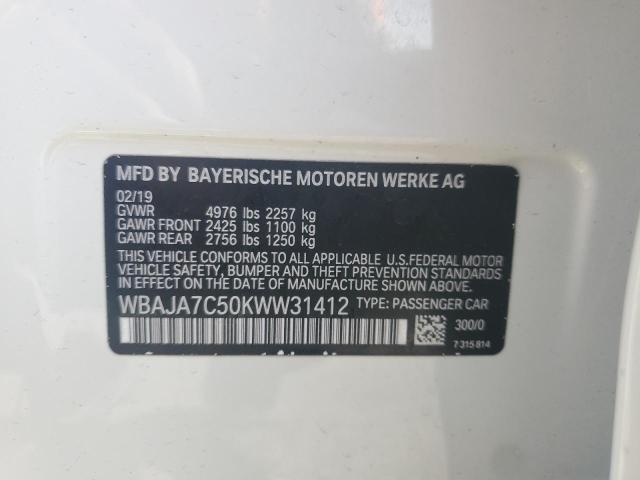 MFD BY BAYERISCHE MOTOREN WERKE AG
02/19
GVWR 4976 lbs 2257 kg
GAWR FRONT 2425 lbs 1100 kg
GAWR REAR 2756 lbs 1250 kg
THIS VEHICLE CONFORMS TO ALL APPLICABLE U.S.FEDERAL MOTOR
VEHICLE SAFETY, BUMPER AND THEFT PREVENTION STANDARDS
IN EFFECT ON THE DATE OF MANUFACTURE SHOWN ABOVE.
WBAJA7C50KWW31412 TYPE: PASSENGER CAR
300/0
7 315 814